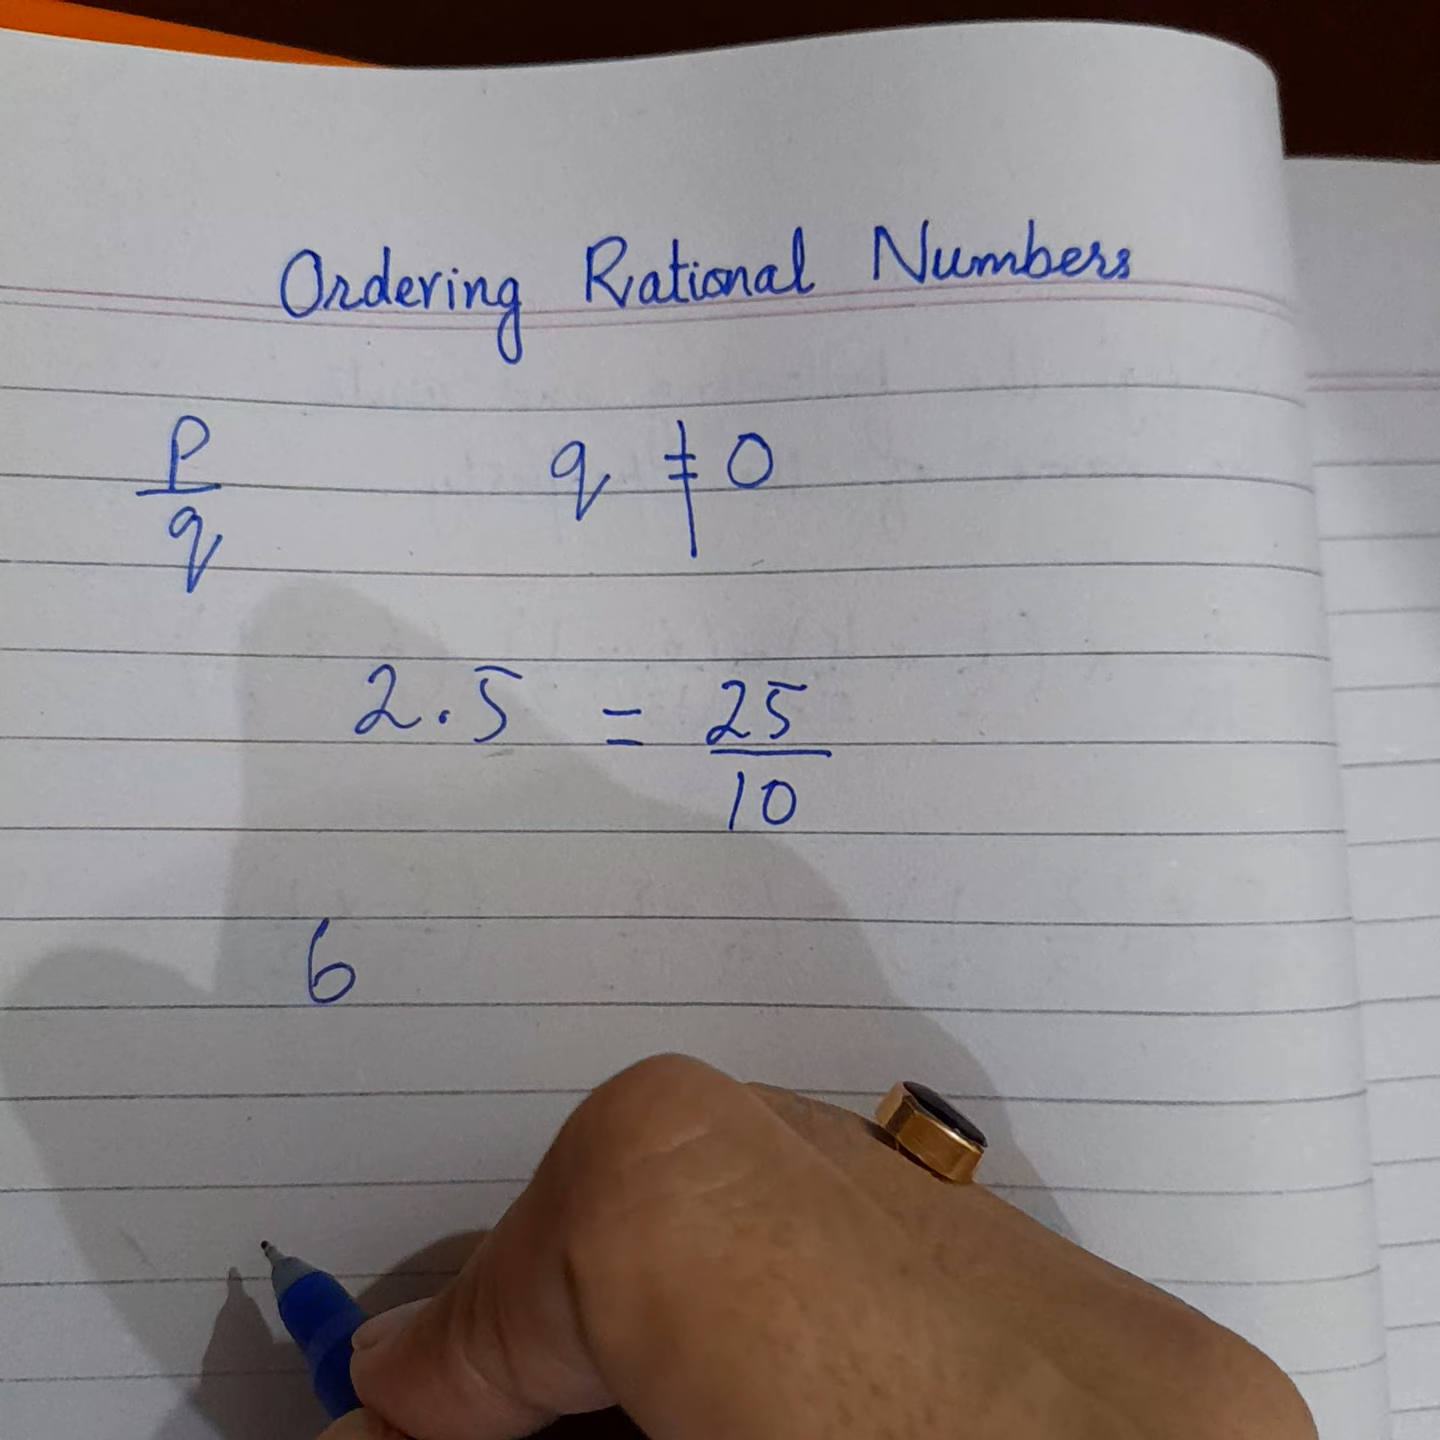 Ordering Rational Numbers
p/q q ≠ 0
2.5 = 25/10
6